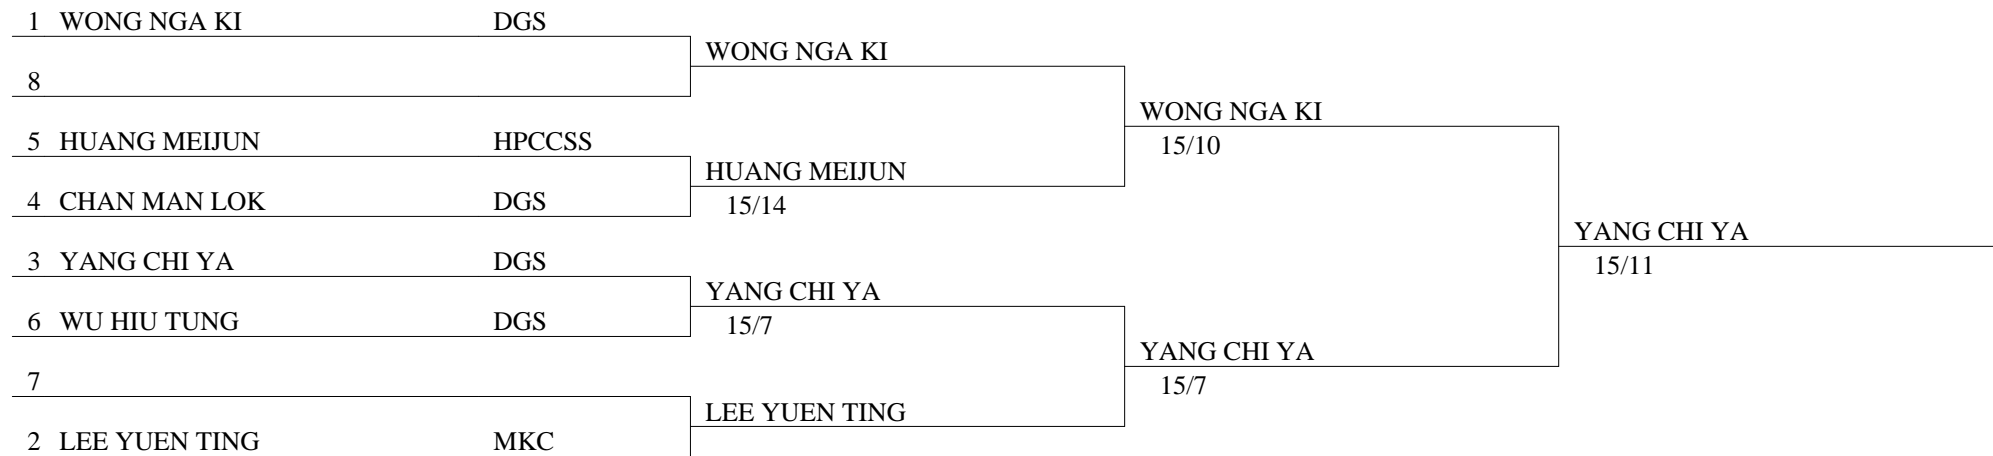 1 WONG NGA KI DGS
WONG NGA KI
8
WONG NGA KI
5 HUANG MEIJUN HPCCSS
15/10
HUANG MEIJUN
4 CHAN MAN LOK DGS
15/14
YANG CHI YA
3 YANG CHI YA DGS
15/11
YANG CHI YA
6 WU HIU TUNG DGS
15/7
YANG CHI YA
7
15/7
LEE YUEN TING
2 LEE YUEN TING MKC